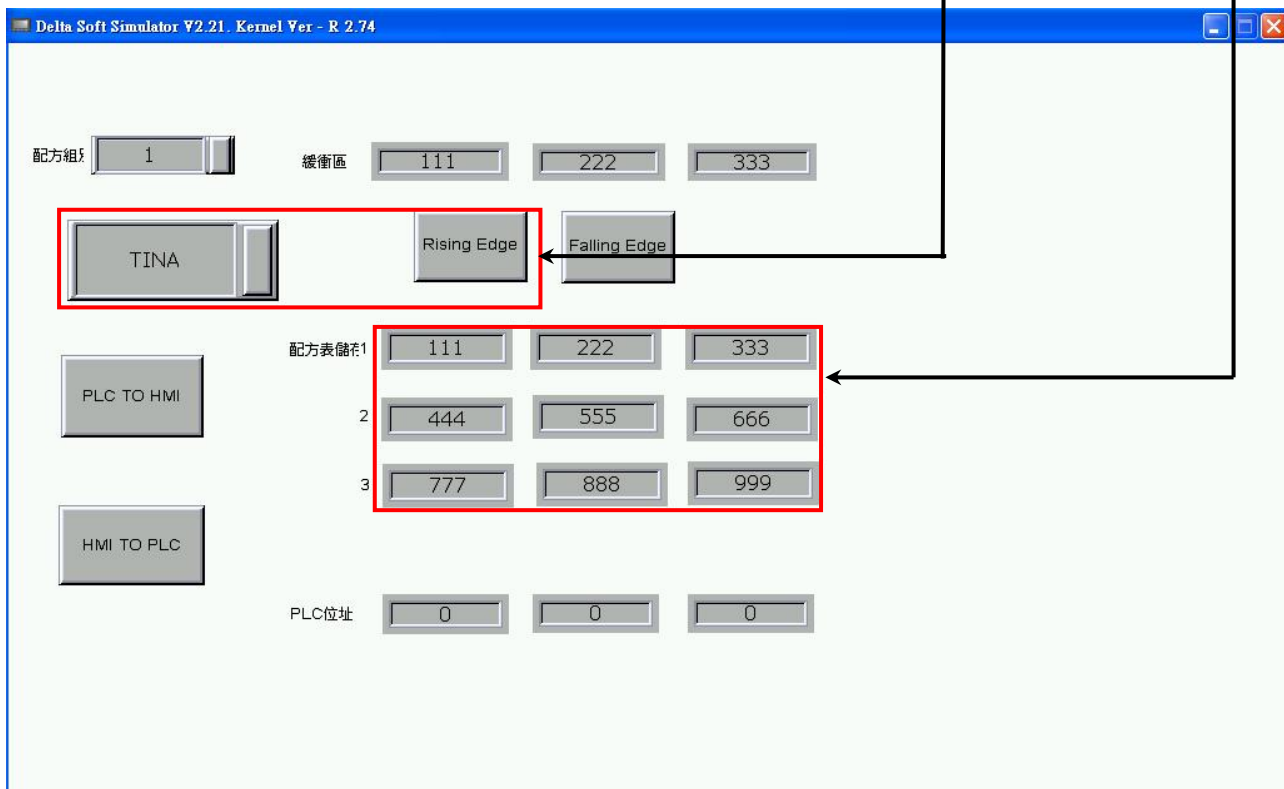 Delta Soft Simulator V2.21. Kernel Ver - R 2.74
配方組 1 緩衝區 111 222 333
TINA Rising Edge Falling Edge
配方表儲存1 111 222 333
PLC TO HMI
2 444 555 666
3 777 888 999
HMI TO PLC
PLC位址 0 0 0